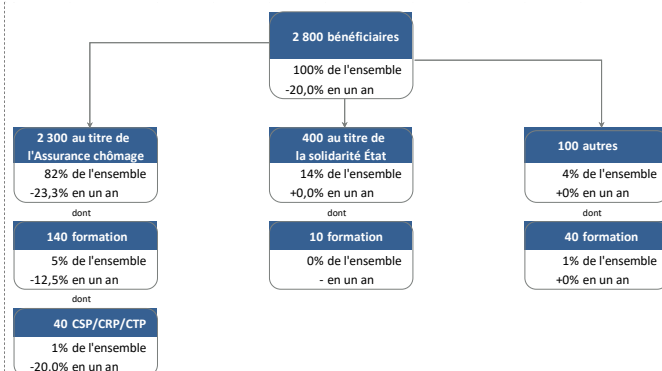 2 800 bénéficiaires
100% de l'ensemble
-20,0% en un an
2 300 au titre de
l'Assurance chômage
82% de l'ensemble
-23,3% en un an
dont
140 formation
5% de l'ensemble
-12,5% en un an
dont
40 CSP/CRP/CTP
1% de l'ensemble
-20,0% en un an
400 au titre de
la solidarité État
14% de l'ensemble
+0,0% en un an
dont
10 formation
0% de l'ensemble
- en un an
100 autres
4% de l'ensemble
+0% en un an
dont
40 formation
1% de l'ensemble
+0% en un an